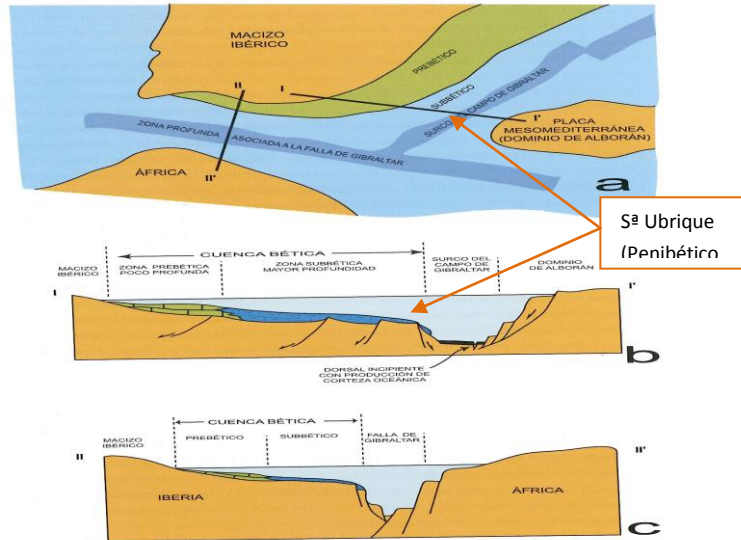 MACIZO
IBÉRICO
PREBÉTICO
SUBBÉTICO
SURCO CAMPO DE GIBRALTAR
II
I
I'
PLACA
MESOMEDITERRÁNEA
(DOMINIO DE ALBORÁN)
ZONA PROFUNDA ASOCIADA A LA FALLA DE GIBRALTAR
ÁFRICA
II'
a
Sª Ubrique
(Penibético
CUENCA BÉTICA
MACIZO
IBÉRICO
ZONA PREBÉTICA
POCO PROFUNDA
ZONA SUBBÉTICA
MAYOR PROFUNDIDAD
SURCO DEL
CAMPO DE
GIBRALTAR
DOMINIO
DE ALBORÁN
I
I'
DORSAL INCIPIENTE
CON PRODUCCIÓN DE
CORTEZA OCEÁNICA
b
CUENCA BÉTICA
MACIZO
IBÉRICO
PREBÉTICO
SUBBÉTICO
FALLA DE
GIBRALTAR
II
II'
IBERIA
ÁFRICA
c